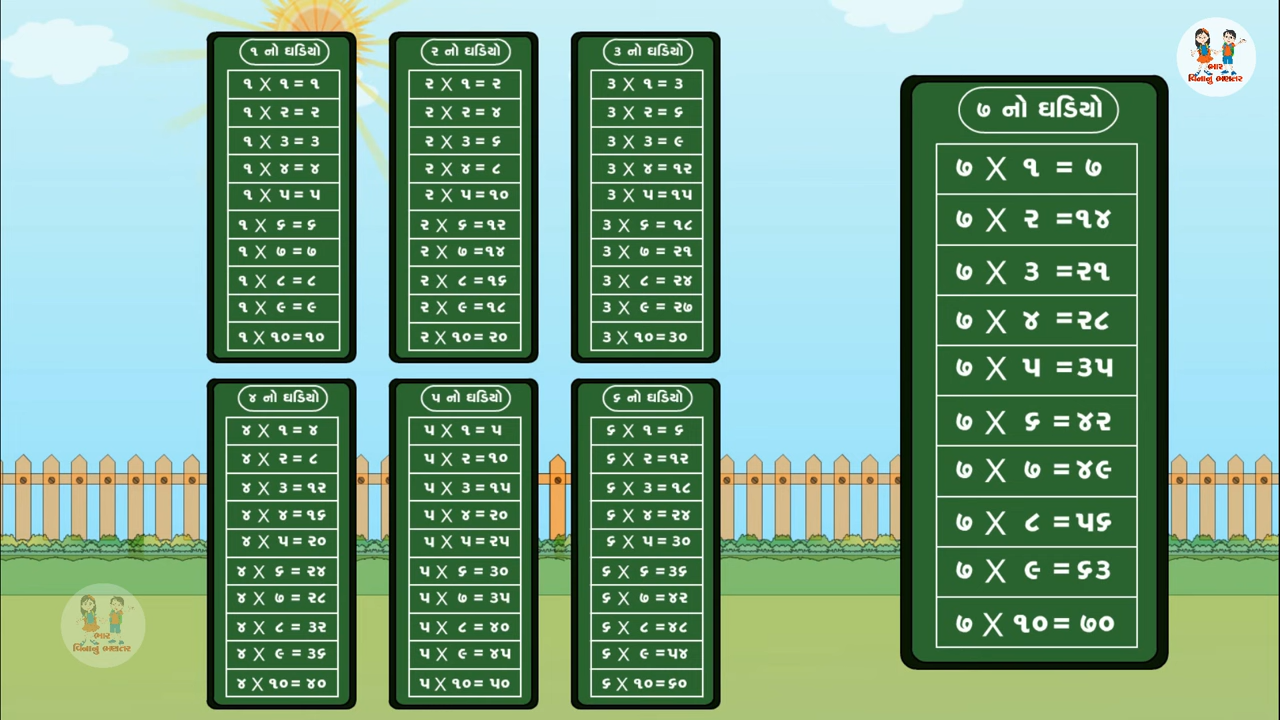 ૧ નો ઘડિયો
૧ X ૧ = ૧
૧ X ૨ = ૨
૧ X ૩ = ૩
૧ X ૪ = ૪
૧ X ૫ = ૫
૧ X ૬ = ૬
૧ X ૭ = ૭
૧ X ૮ = ૮
૧ X ૯ = ૯
૧ X ૧૦=૧૦
૨ નો ઘડિયો
૨ X ૧ = ૨
૨ X ૨ = ૪
૨ X ૩ = ૬
૨ X ૪ = ૮
૨ X ૫ =૧૦
૨ X ૬ =૧૨
૨ X ૭ =૧૪
૨ X ૮ =૧૬
૨ X ૯ =૧૮
૨ X ૧૦= ૨૦
૩ નો ઘડિયો
૩ X ૧ = ૩
૩ X ૨ = ૬
૩ X ૩ = ૯
૩ X ૪ =૧૨
૩ X ૫ =૧૫
૩ X ૬ = ૧૮
૩ X ૭ = ૨૧
૩ X ૮ = ૨૪
૩ X ૯ = ૨૭
૩ X ૧૦=૩૦
૪ નો ઘડિયો
૪ X ૧ = ૪
૪ X ૨ = ૮
૪ X ૩ =૧૨
૪ X ૪ =૧૬
૪ X ૫ =૨૦
૪ X ૬ = ૨૪
૪ X ૭ = ૨૮
૪ X ૮ = ૩૨
૪ X ૯ = ૩૬
૪ X ૧૦= ૪૦
૫ નો ઘડિયો
૫ X ૧ = ૫
૫ X ૨ =૧૦
૫ X ૩ =૧૫
૫ X ૪ =૨૦
૫ X ૫ =૨૫
૫ X ૬ = ૩૦
૫ X ૭ = ૩૫
૫ X ૮ = ૪૦
૫ X ૯ = ૪૫
૫ X ૧૦= ૫૦
૬ નો ઘડિયો
૬ X ૧ = ૬
૬ X ૨ =૧૨
૬ X ૩ =૧૮
૬ X ૪ =૨૪
૬ X ૫ = ૩૦
૬ X ૬ =૩૬
૬ X ૭ =૪૨
૬ X ૮ =૪૮
૬ X ૯ =૫૪
૬ X ૧૦=૬૦
૭ નો ઘડિયો
૭ X ૧ = ૭
૭ X ૨ =૧૪
૭ X ૩ =૨૧
૭ X ૪ =૨૮
૭ X ૫ =૩૫
૭ X ૬ =૪૨
૭ X ૭ =૪૯
૭ X ૮ =૫૬
૭ X ૯ =૬૩
૭ X ૧૦= ૭૦
ભાર
વિનાનું ભણતર
ભાર
વિનાનું ભણતર